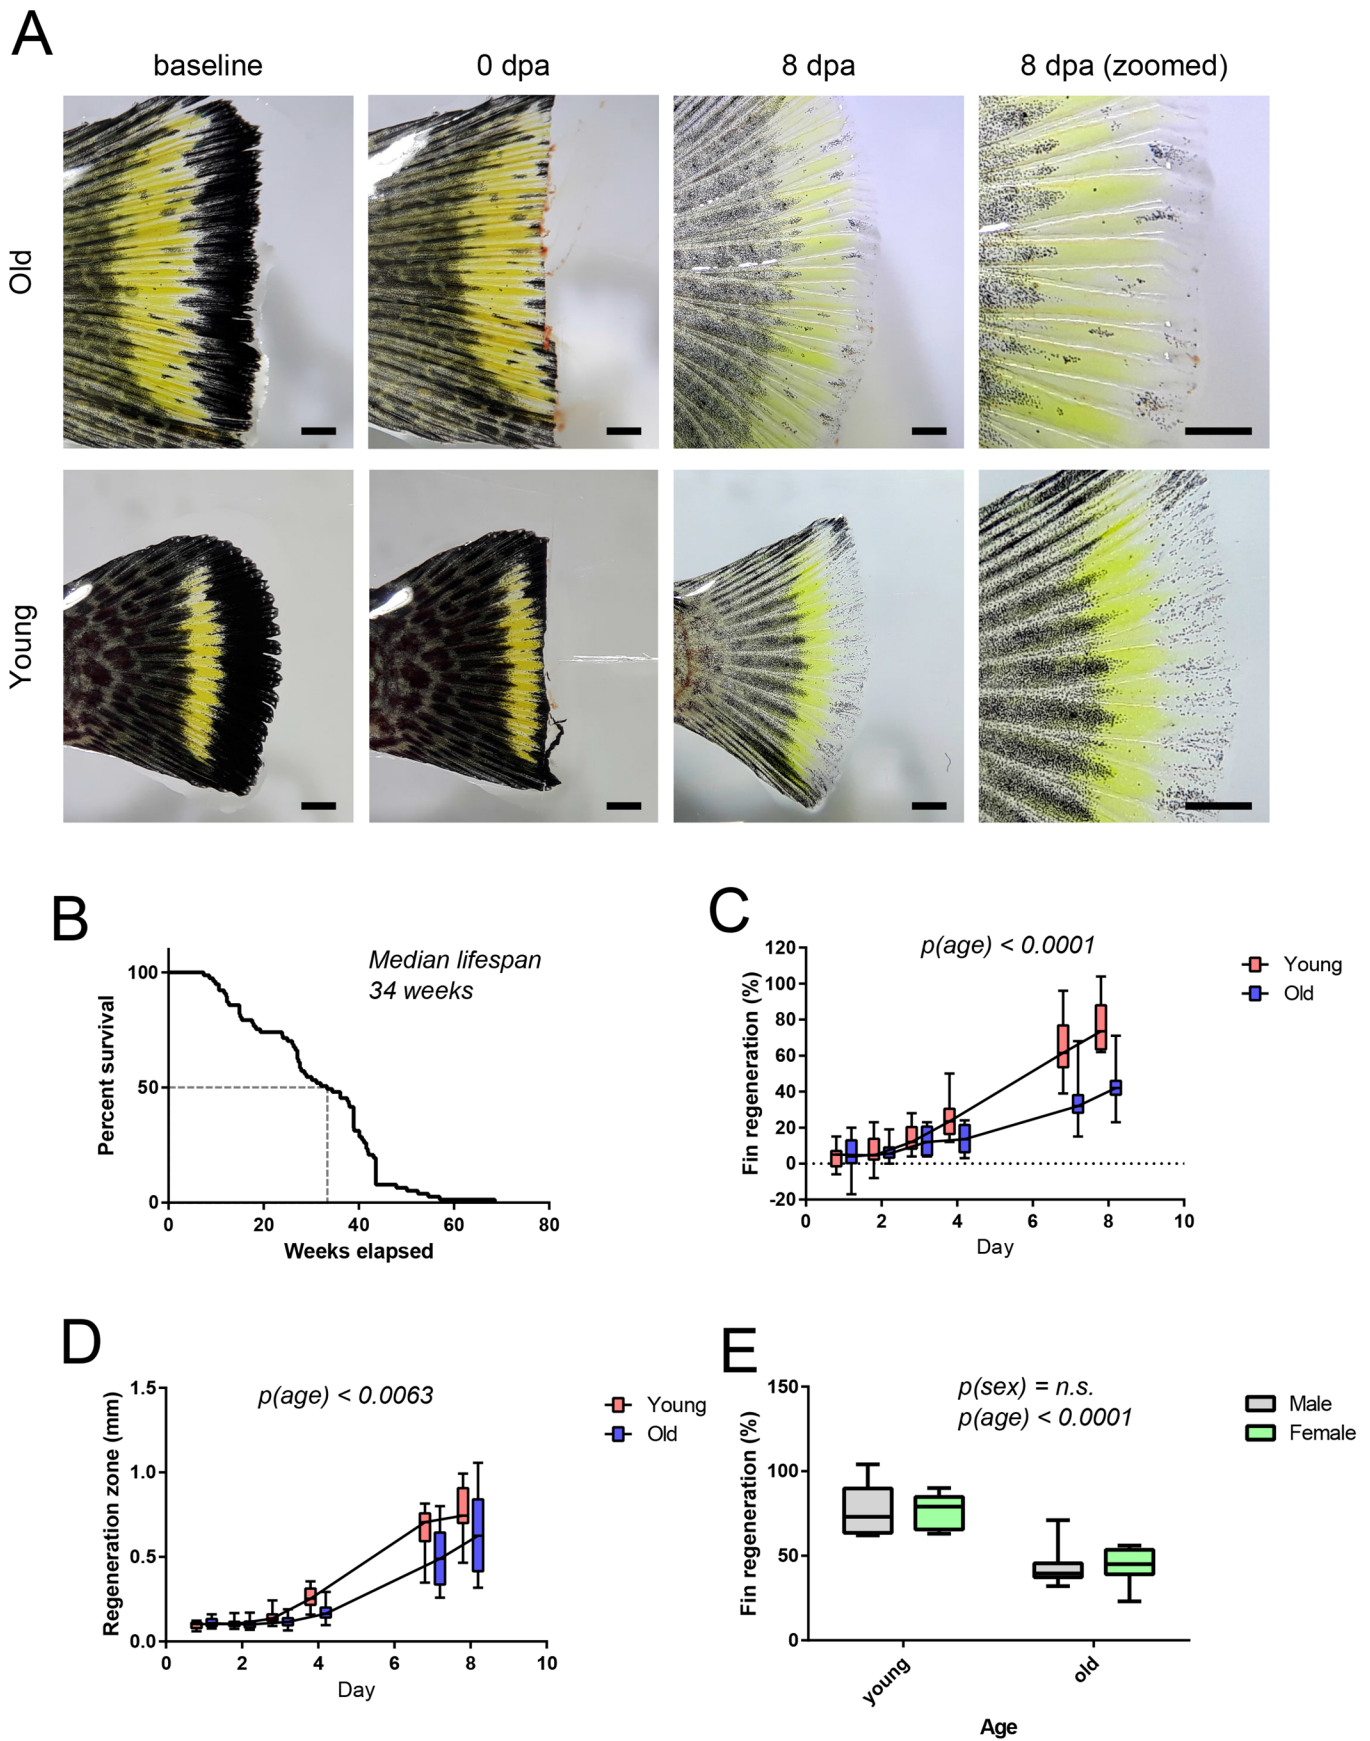 A
baseline
0 dpa
8 dpa
8 dpa (zoomed)
Old
Young
B
Median lifespan
34 weeks
Percent survival
100
50
0
0
20
40
60
80
Weeks elapsed
C
p(age) < 0.0001
Fin regeneration (%)
120
100
80
60
40
20
0
-20
0
2
4
6
8
10
Day
Young
Old
D
p(age) < 0.0063
Regeneration zone (mm)
1.5
1.0
0.5
0.0
0
2
4
6
8
10
Day
Young
Old
E
p(sex) = n.s.
p(age) < 0.0001
Fin regeneration (%)
150
100
50
0
young
old
Age
Male
Female